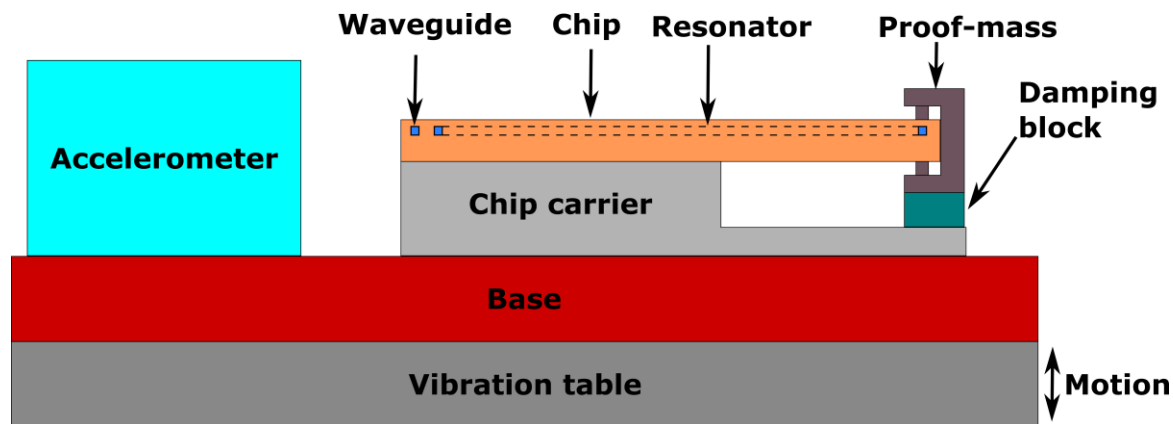 Waveguide
Chip
Resonator
Proof-mass
Damping
block
Accelerometer
Chip carrier
Base
Vibration table
Motion